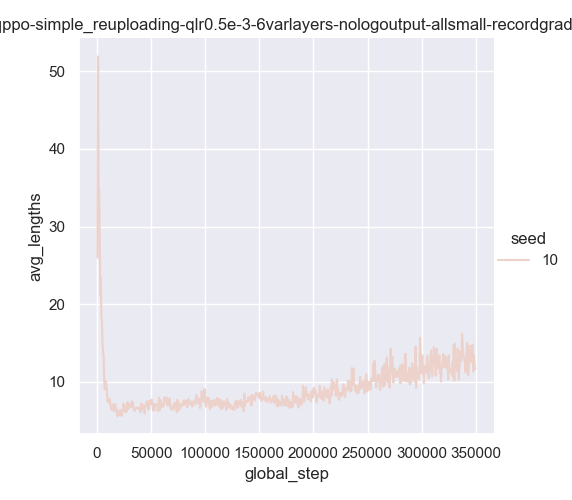 qppo-simple_reuploading-qlr0.5e-3-6varlayers-nologoutput-allsmall-recordgrad
50
40
30
20
10
avg_lengths
0 50000 100000 150000 200000 250000 300000 350000
global_step
seed
10